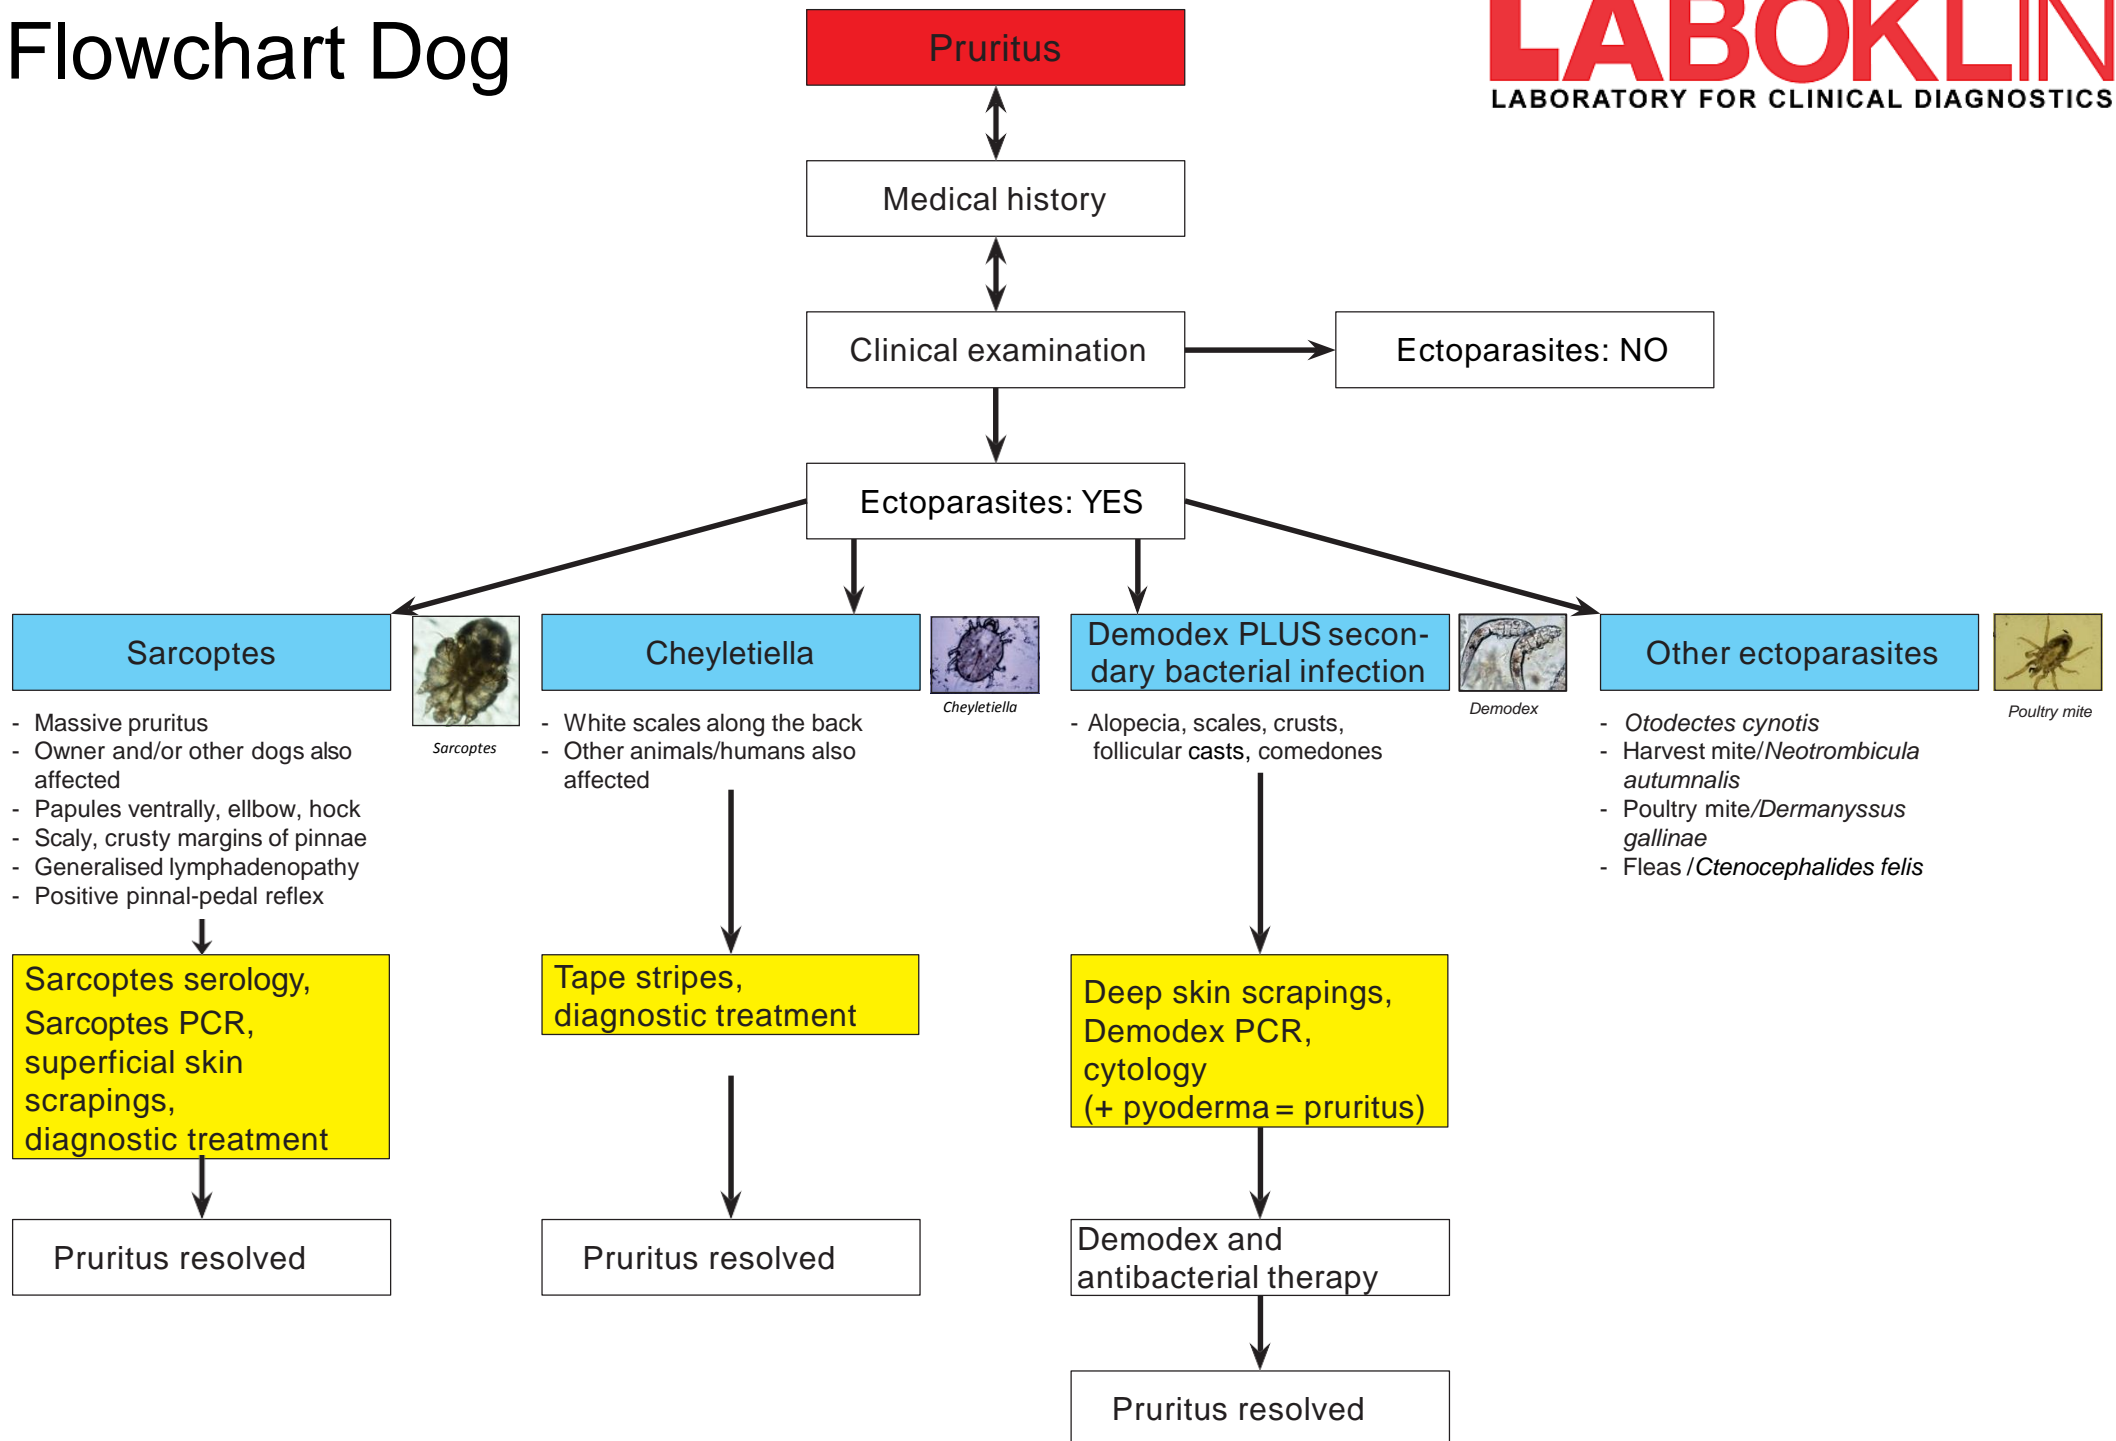 Flowchart Dog
LABOKLIN
LABORATORY FOR CLINICAL DIAGNOSTICS
Pruritus
Medical history
Clinical examination
Ectoparasites: NO
Ectoparasites: YES
Sarcoptes
Sarcoptes
- Massive pruritus
- Owner and/or other dogs also
affected
- Papules ventrally, ellbow, hock
- Scaly, crusty margins of pinnae
- Generalised lymphadenopathy
- Positive pinnal-pedal reflex
Sarcoptes serology,
Sarcoptes PCR,
superficial skin
scrapings,
diagnostic treatment
Pruritus resolved
Cheyletiella
Cheyletiella
- White scales along the back
- Other animals/humans also
affected
Tape stripes,
diagnostic treatment
Pruritus resolved
Demodex PLUS secon-
dary bacterial infection
Demodex
- Alopecia, scales, crusts,
follicular casts, comedones
Deep skin scrapings,
Demodex PCR,
cytology
(+ pyoderma = pruritus)
Demodex and
antibacterial therapy
Pruritus resolved
Other ectoparasites
Poultry mite
- Otodectes cynotis
- Harvest mite/Neotrombicula
autumnalis
- Poultry mite/Dermanyssus
gallinae
- Fleas /Ctenocephalides felis